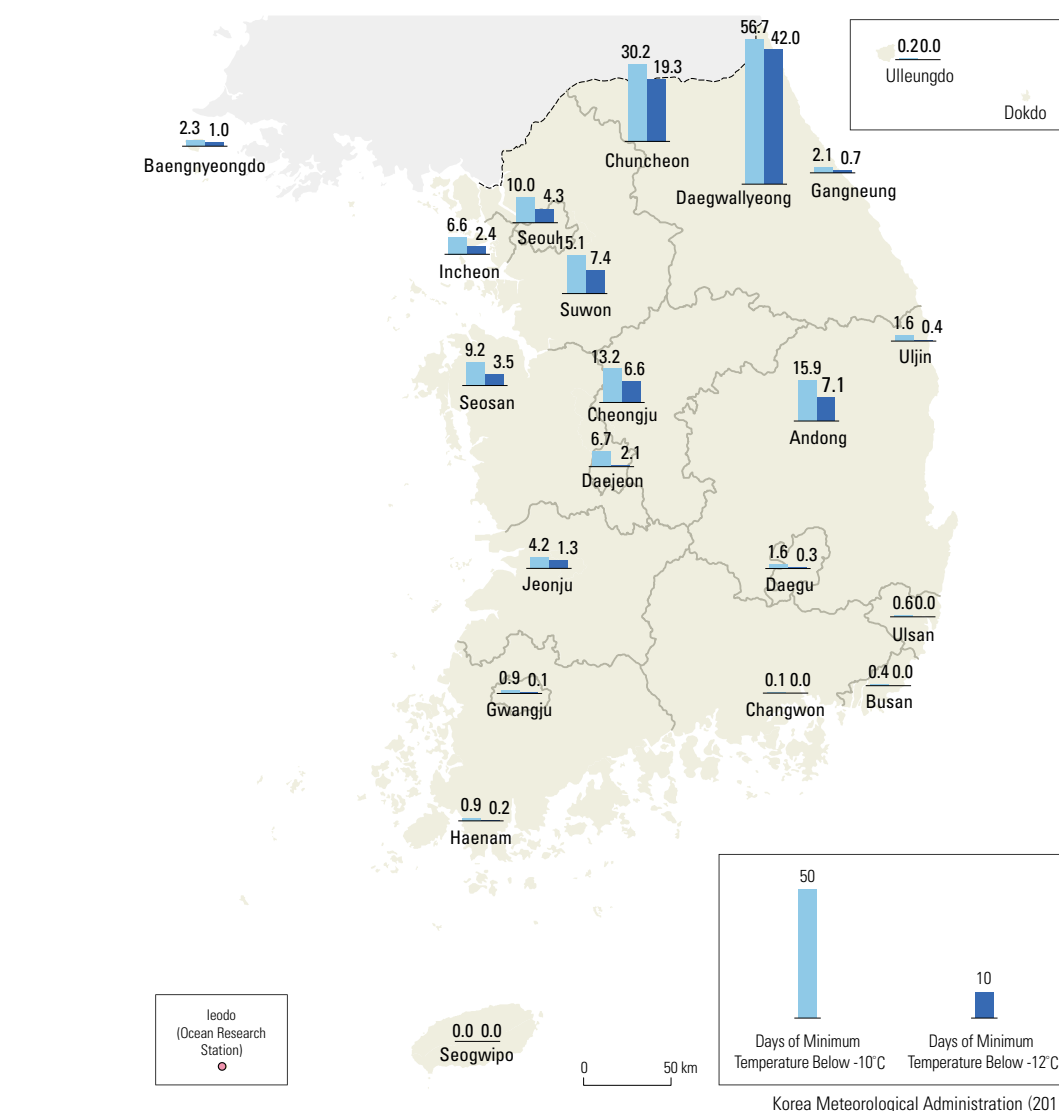 56.7
42.0
30.2
19.3
0.2
0.0
Ulleungdo
Dokdo
2.3
1.0
Baengnyeongdo
Chuncheon
2.1
0.7
Daegwallyeong
Gangneung
10.0
4.3
6.6
2.4
Seoul
15.1
7.4
Incheon
Suwon
1.6
0.4
Uljin
9.2
3.5
Seosan
13.2
6.6
Cheongju
15.9
7.1
Andong
6.7
2.1
Daejeon
4.2
1.3
Jeonju
1.6
0.3
Daegu
0.6
0.0
Ulsan
0.9
0.1
Gwangju
0.1
0.0
Changwon
0.4
0.0
Busan
0.9
0.2
Haenam
50
10
Days of Minimum
Temperature Below -10°C
Days of Minimum
Temperature Below -12°C
Ieodo
(Ocean Research
Station)
0.0
0.0
Seogwipo
0
50 km
Korea Meteorological Administration (201